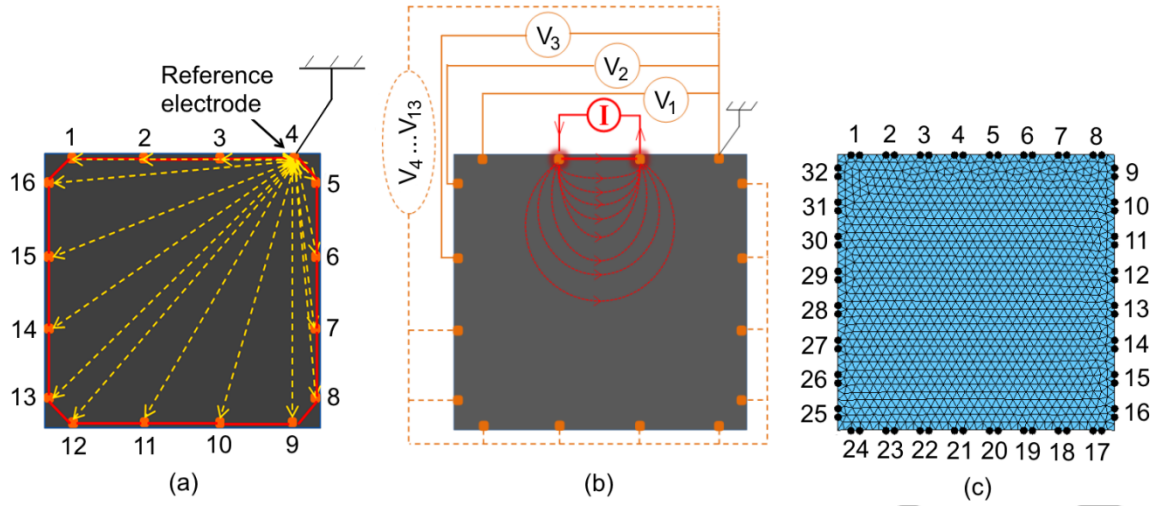 Reference
electrode
1 2 3 4
16 5
15 6
14 7
13 8
12 11 10 9
(a)
V3
V2
V1
I
V4 ... V13
(b)
1 2 3 4 5 6 7 8
32 9
31 10
30 11
29 12
28 13
27 14
26 15
25 16
24 23 22 21 20 19 18 17
(c)